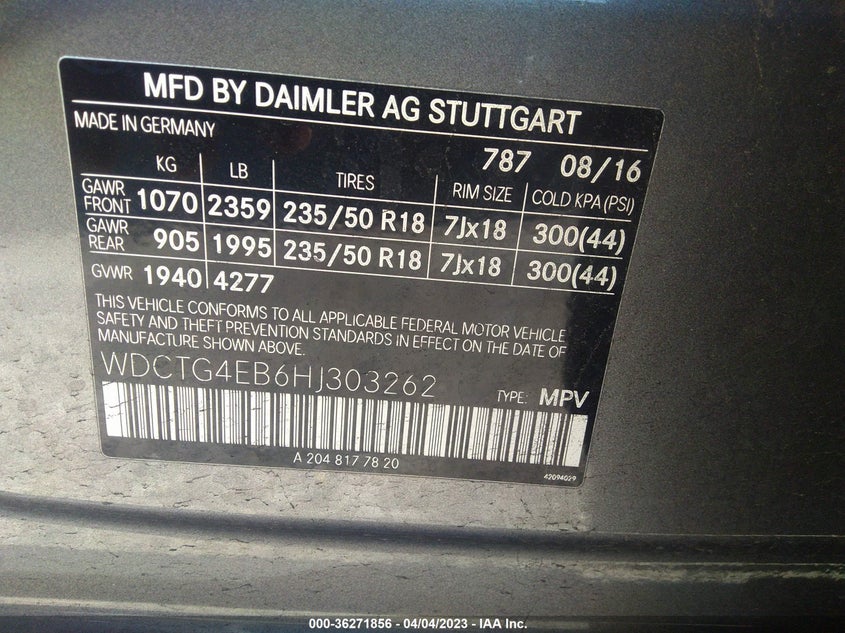 MFD BY DAIMLER AG STUTTGART
MADE IN GERMANY
787 08/16
KG LB TIRES RIM SIZE COLD KPA (PSI)
GAWR FRONT 1070 2359 235/50 R18 7Jx18 300(44)
GAWR REAR 905 1995 235/50 R18 7Jx18 300(44)
GVWR 1940 4277
THIS VEHICLE CONFORMS TO ALL APPLICABLE FEDERAL MOTOR VEHICLE
SAFETY AND THEFT PREVENTION STANDARDS IN EFFECT ON THE DATE OF
MANUFACTURE SHOWN ABOVE.
WDCTG4EB6HJ303262 TYPE: MPV
A 204 817 78 20
42094029
000-36271856 - 04/04/2023 - IAA Inc.